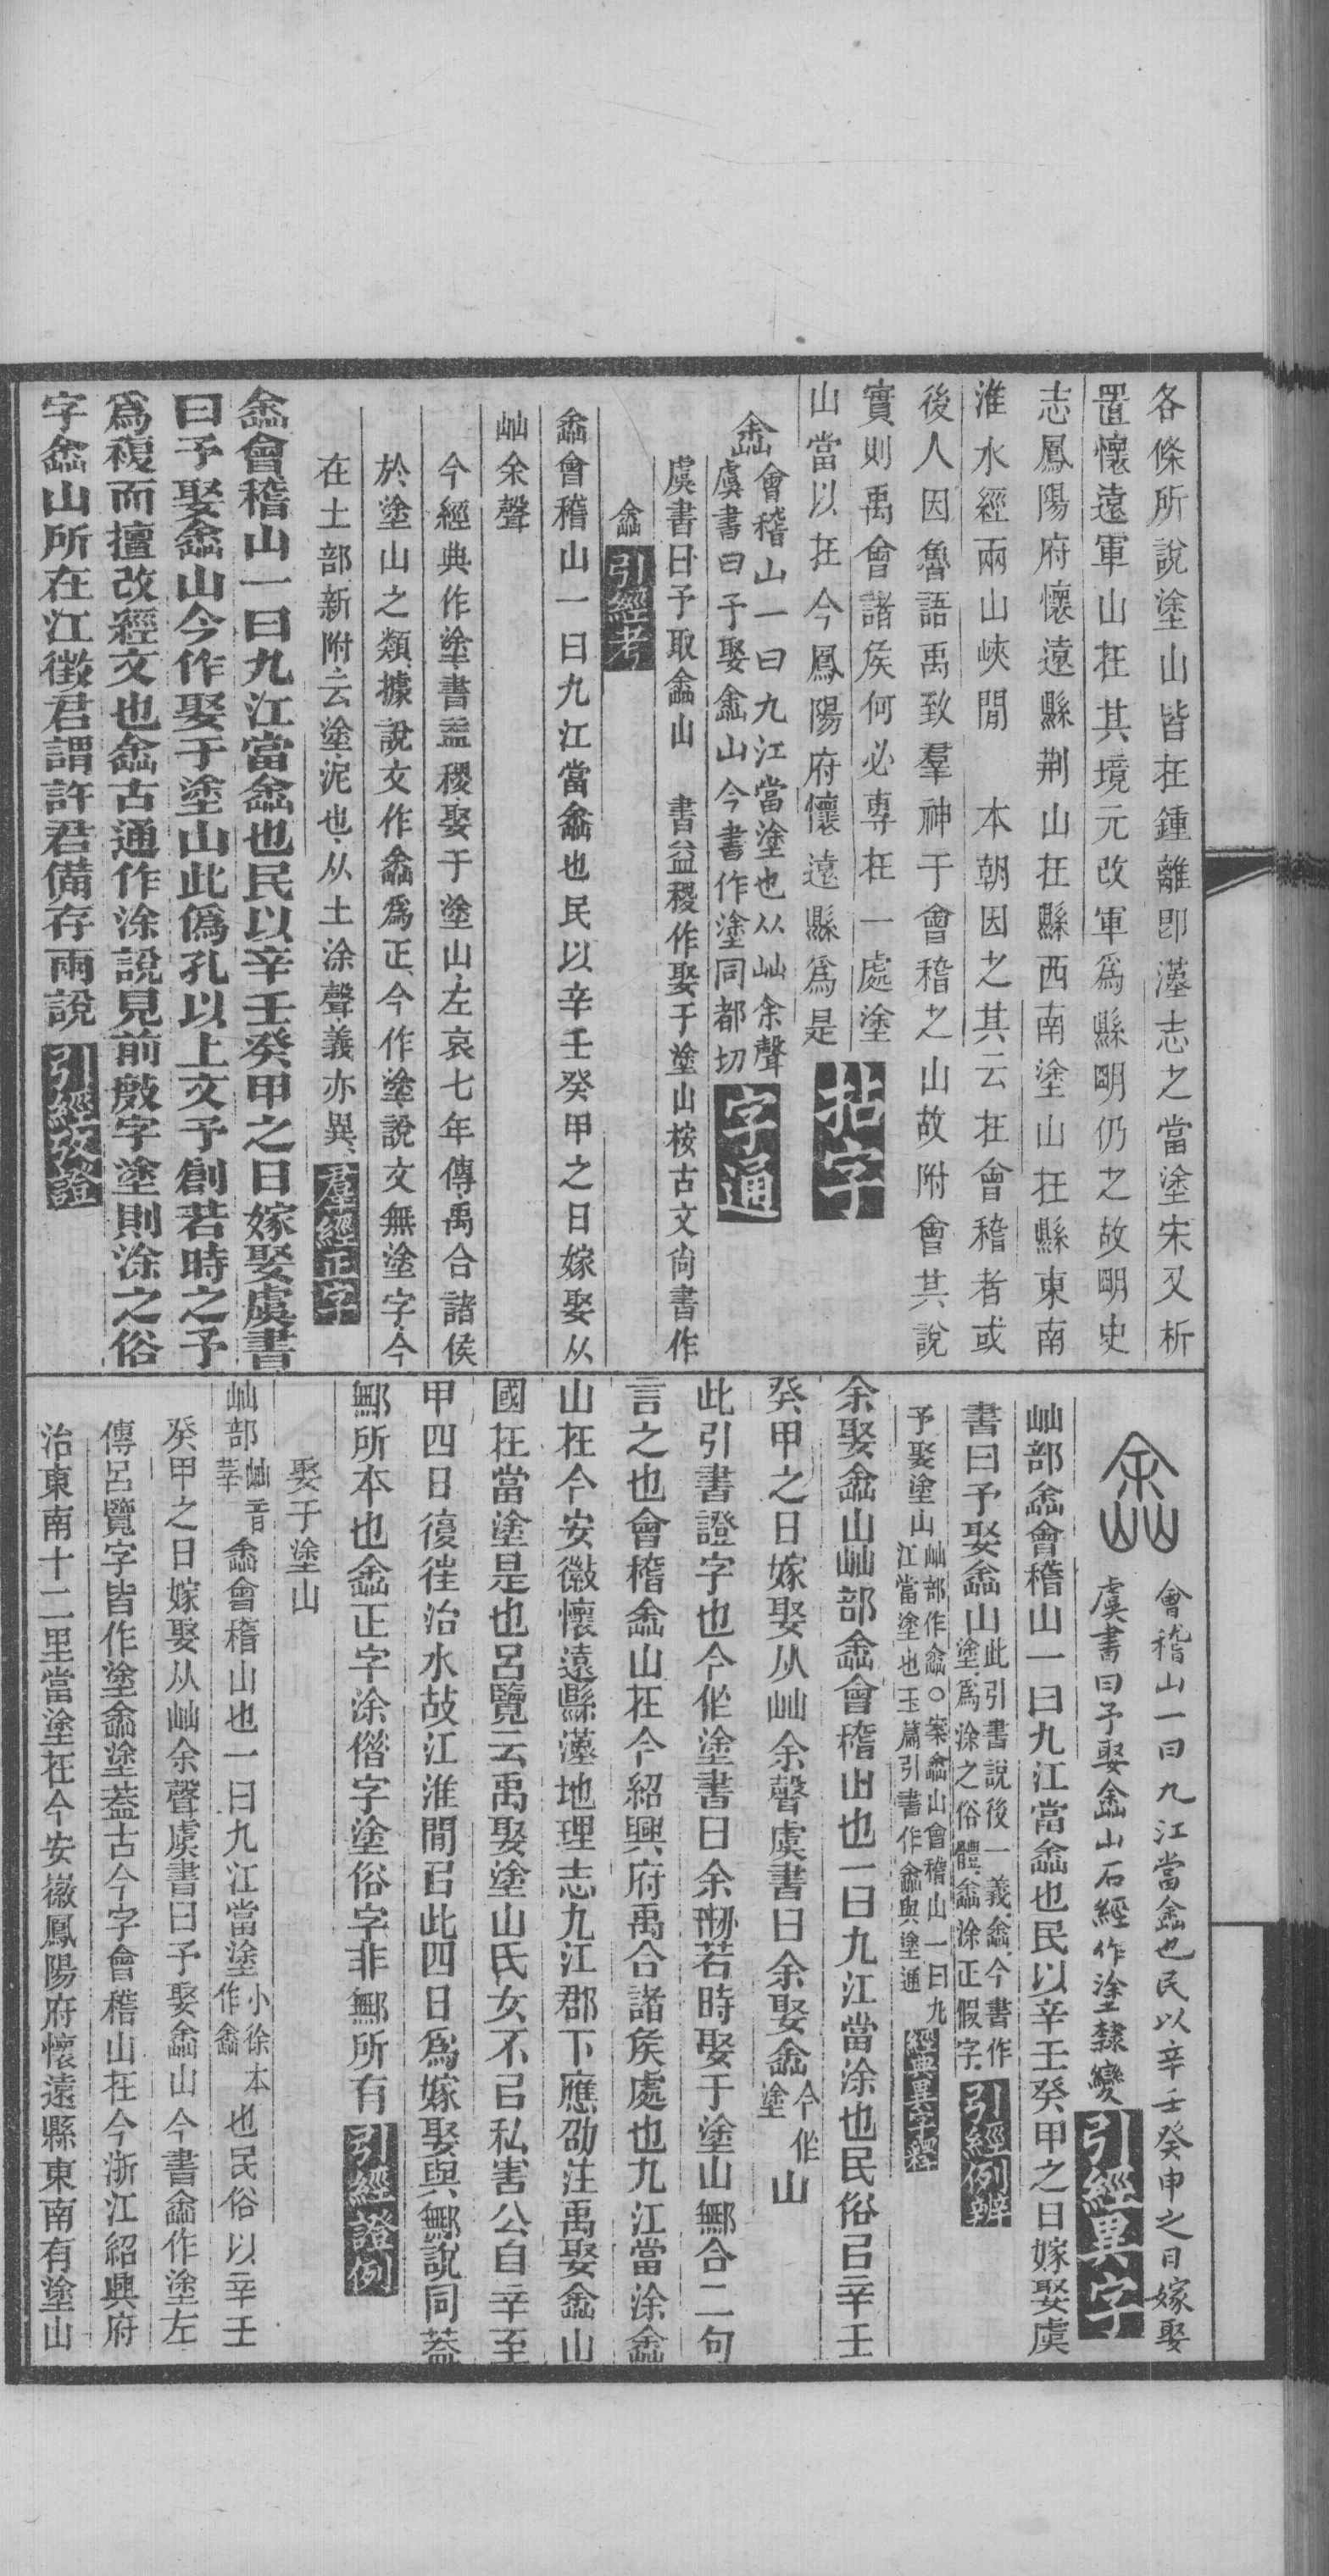 各條所說塗山皆在鍾離卽漢志之當塗宋又析
置懷遠軍山在其境元改軍爲縣明仍之故明史
志鳳陽府懷遠縣荆山在縣西南塗山在縣東南
淮水經兩山峽閒　本朝因之其云在會稽者或
後人因魯語禹致羣神于會稽之山故附會其說
實則禹會諸矦何必專在一處塗
山當以在今鳳陽府懷遠縣爲是 拈字
嵞會稽山一曰九江當塗也从屾余聲
虞書曰予娶嵞山今書作塗同都切 字通
虞書曰予取嵞山　書益稷作娶于塗山桉古文尙書作
嵞 引經考
嵞會稽山一曰九江當嵞也民以辛壬癸甲之日嫁娶从
屾余聲
今經典作塗書益稷娶于塗山左哀七年傳禹合諸侯
於塗山之類據說文作嵞爲正今作塗說文無塗字今
在土部新附云塗泥也从土涂聲義亦異 羣經正字
嵞會稽山一曰九江當嵞也民以辛壬癸甲之日嫁娶虞書
曰予娶嵞山今作娶于塗山此僞孔以上文予創若時之予
爲複而擅改經文也嵞古通作涂說見前㪇字塗則涂之俗
字嵞山所在江徵君謂許君備存兩說 引經攷證
嵞會稽山一曰九江當嵞也民以辛壬癸甲之日嫁娶
虞書曰予娶嵞山石經作塗隸變 引經異字
屾部嵞會稽山一曰九江當嵞也民以辛壬癸甲之日嫁娶虞
書曰予娶嵞山此引書說後一義嵞今書作
塗爲涂之俗體嵞涂正假字 引經例辨
予娶塗山屾部作嵞○案嵞山會稽山一曰九
江當塗也玉篇引書作嵞與塗通 經典異字釋
余娶嵞山屾部嵞會稽山也一曰九江當涂也民俗㠯辛壬
癸甲之日嫁娶从屾余聲虞書曰余娶嵞今作塗山
此引書證字也今作塗書曰余刱若時娶于塗山鄦合二句
言之也會稽嵞山在今紹興府禹合諸矦處也九江當涂嵞
山在今安徽懷遠縣漢地理志九江郡下應劭注禹娶嵞山
國在當塗是也呂覽云禹娶塗山氏女不㠯私害公自辛至
甲四日復往治水故江淮閒㠯此四日爲嫁娶與鄦說同蓋
鄦所本也嵞正字涂偕字塗俗字非鄦所有 引經證例
娶于塗山
屾部屾音莘嵞會稽山也一曰九江當塗小徐本作嵞也民俗以辛壬
癸甲之日嫁娶从屾余聲虞書曰予娶嵞山今書嵞作塗左
傳呂覽字皆作塗嵞塗蓋古今字會稽山在今浙江紹興府
治東南十二里當塗在今安徽鳳陽府懷遠縣東南有塗山